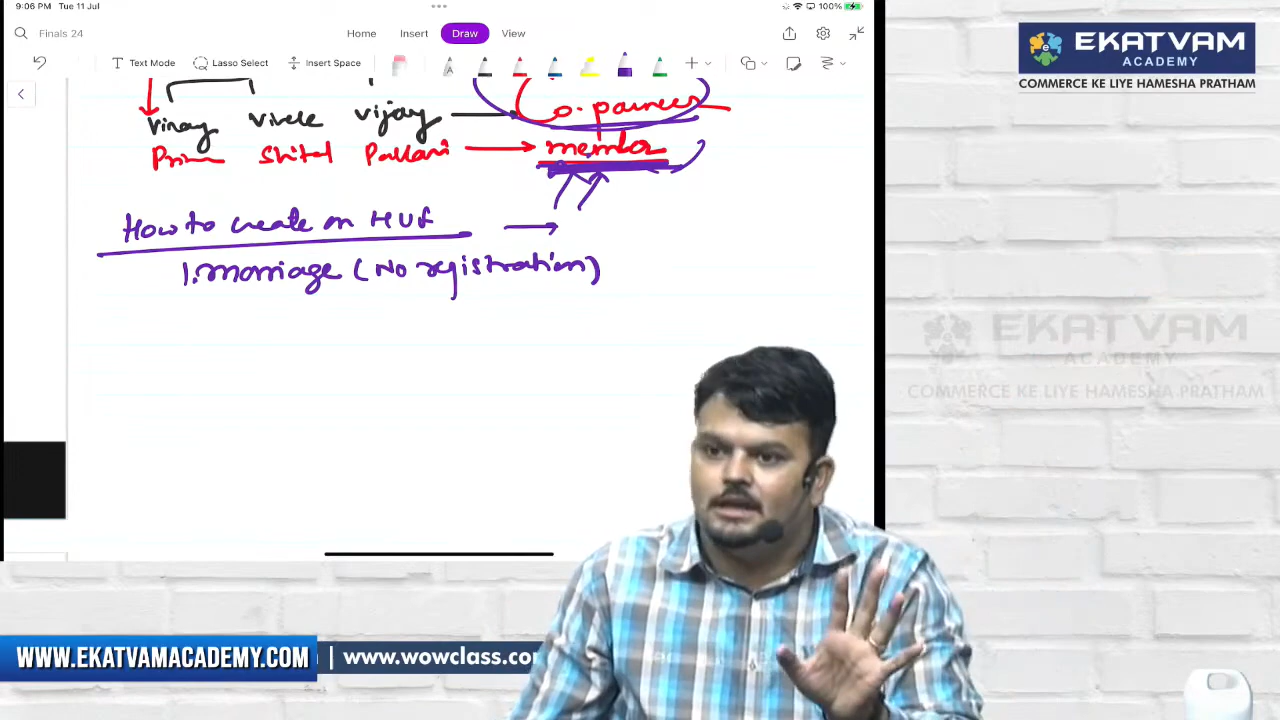 9:06 PM Tue 11 Jul
100%
Finals 24
Home Insert Draw View
Text Mode Lasso Select Insert Space
Vinay Vivek Vijay
Co-parcener
Shital Pallavi
member
How to create an HUF
1. marriage (No registration)
EKATVAM
ACADEMY
COMMERCE KE LIYE HAMESHA PRATHAM
EKATVAM
ACADEMY
COMMERCE KE LIYE HAMESHA PRATHAM
WWW.EKATVAMACADEMY.COM | www.wowclass.com